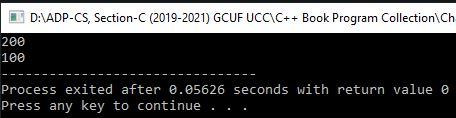 D:\ADP-CS, Section-C (2019-2021) GCUF UCC\C++ Book Program Collection\Cha
200
100
--------------------------------
Process exited after 0.05626 seconds with return value 0
Press any key to continue . . .